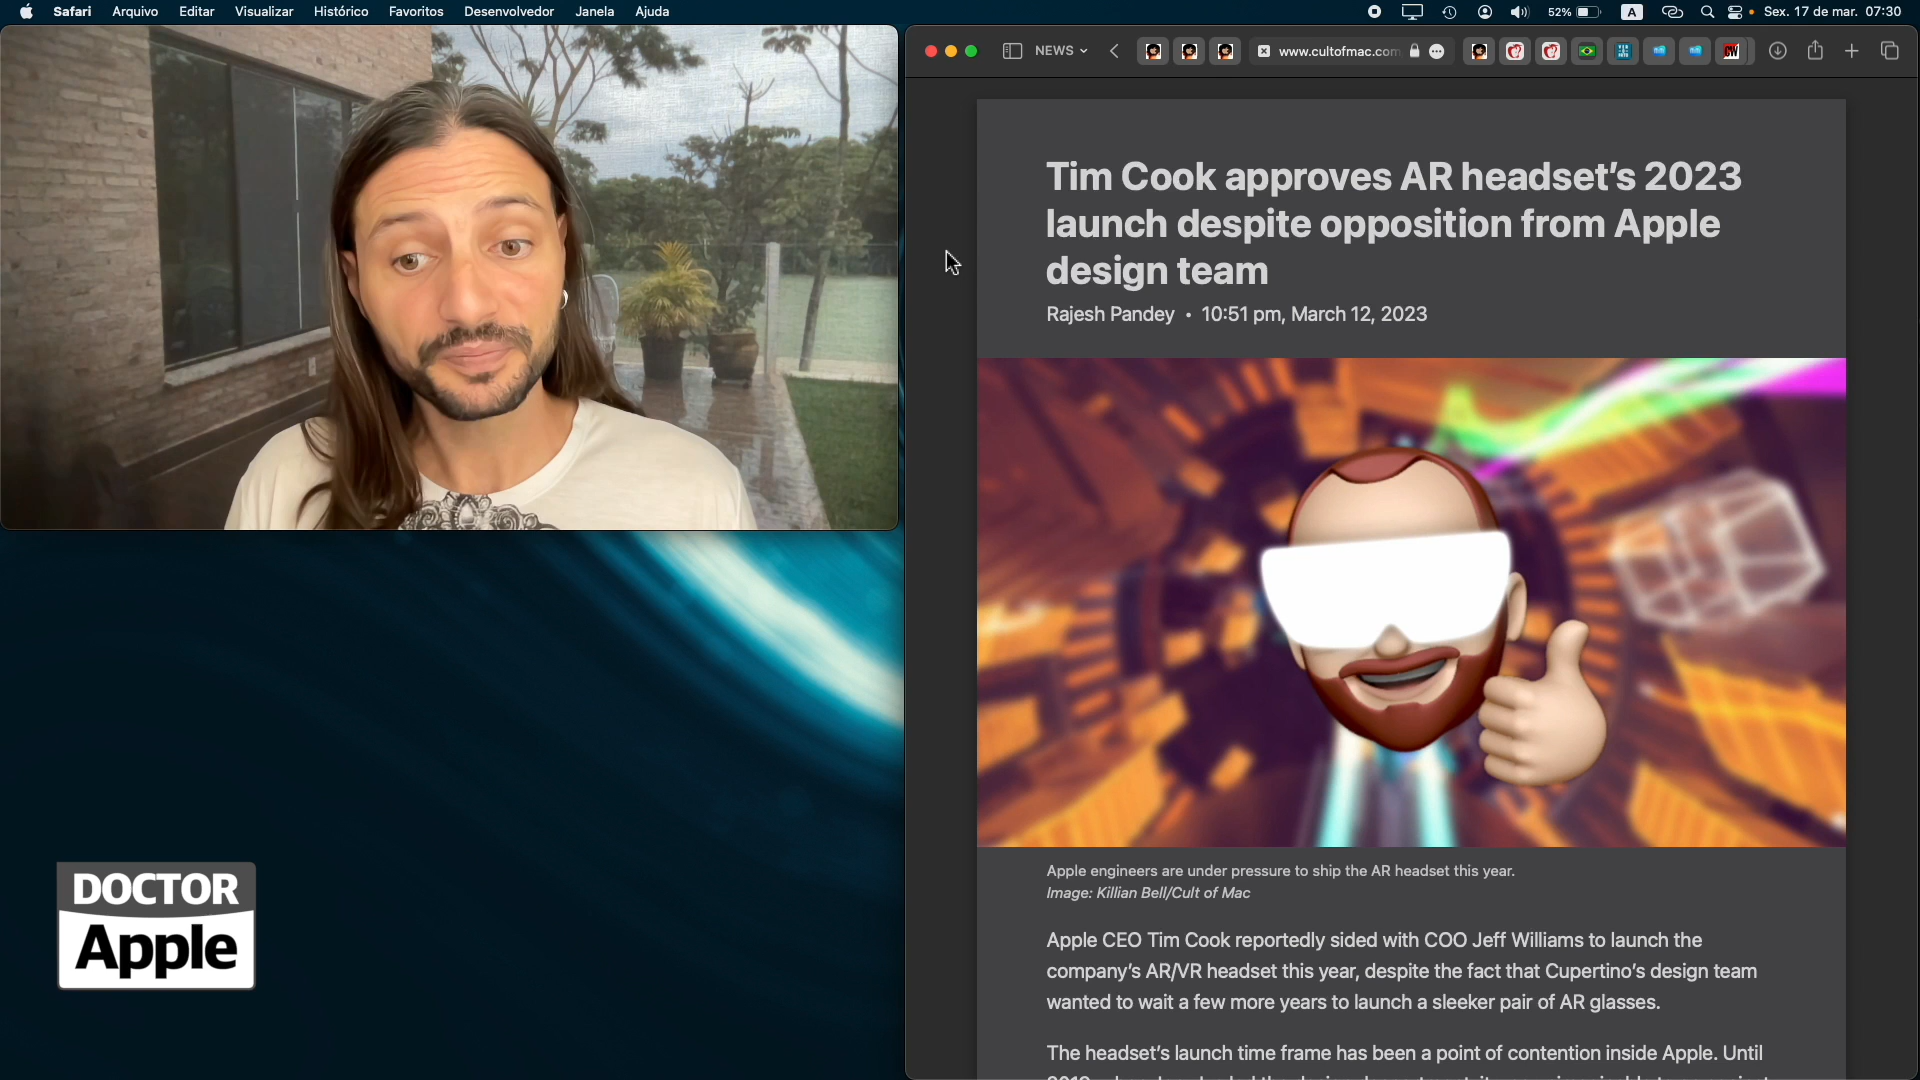 Safari Arquivo Editar Visualizar Histórico Favoritos Desenvolvedor Janela Ajuda
52% A Sex. 17 de mar. 07:30
NEWS
www.cultofmac.com
Tim Cook approves AR headset's 2023
launch despite opposition from Apple
design team
Rajesh Pandey • 10:51 pm, March 12, 2023
Apple engineers are under pressure to ship the AR headset this year.
Image: Killian Bell/Cult of Mac
Apple CEO Tim Cook reportedly sided with COO Jeff Williams to launch the
company's AR/VR headset this year, despite the fact that Cupertino's design team
wanted to wait a few more years to launch a sleeker pair of AR glasses.
The headset's launch time frame has been a point of contention inside Apple. Until
DOCTOR
Apple